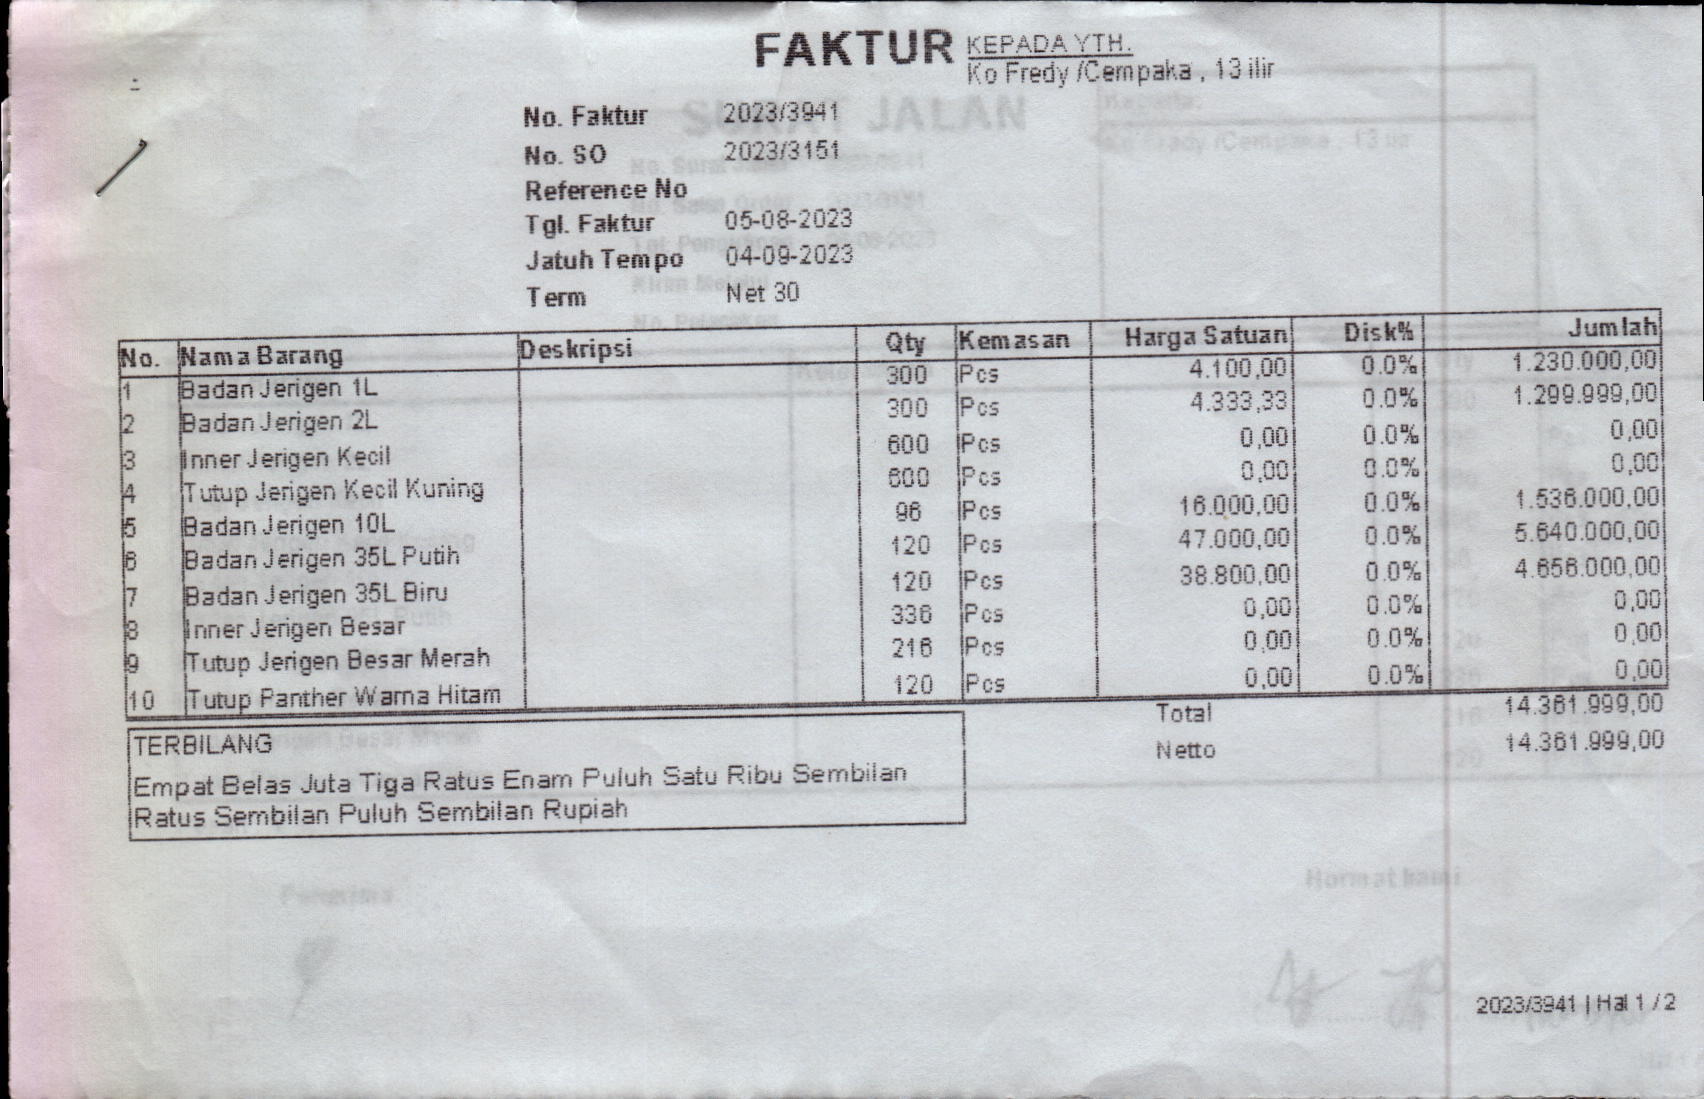 FAKTUR
KEPADA YTH.
Ko Fredy /Cempaka , 13 ilir
No. Faktur 2023/3941
No. SO 2023/3151
Reference No
Tgl. Faktur 05-08-2023
Jatuh Tempo 04-09-2023
Term Net 30
No. Nama Barang Deskripsi Qty Kemasan Harga Satuan Disk% Jumlah
1 Badan Jerigen 1L 300 Pcs 4.100,00 0.0% 1.230.000,00
2 Badan Jerigen 2L 300 Pcs 4.333,33 0.0% 1.299.999,00
3 Inner Jerigen Kecil 600 Pcs 0,00 0.0% 0,00
4 Tutup Jerigen Kecil Kuning 600 Pcs 0,00 0.0% 0,00
5 Badan Jerigen 10L 96 Pcs 16.000,00 0.0% 1.536.000,00
6 Badan Jerigen 35L Putih 120 Pcs 47.000,00 0.0% 5.640.000,00
7 Badan Jerigen 35L Biru 120 Pcs 38.800,00 0.0% 4.656.000,00
8 Inner Jerigen Besar 336 Pcs 0,00 0.0% 0,00
9 Tutup Jerigen Besar Merah 216 Pcs 0,00 0.0% 0,00
10 Tutup Panther Warna Hitam 120 Pcs 0,00 0.0% 0,00
Total 14.361.999,00
Netto 14.361.999,00
TERBILANG
Empat Belas Juta Tiga Ratus Enam Puluh Satu Ribu Sembilan
Ratus Sembilan Puluh Sembilan Rupiah
SURAT JALAN
Kepada:
Penerima
Hormat kami
2023/3941 | Hal 1 / 2